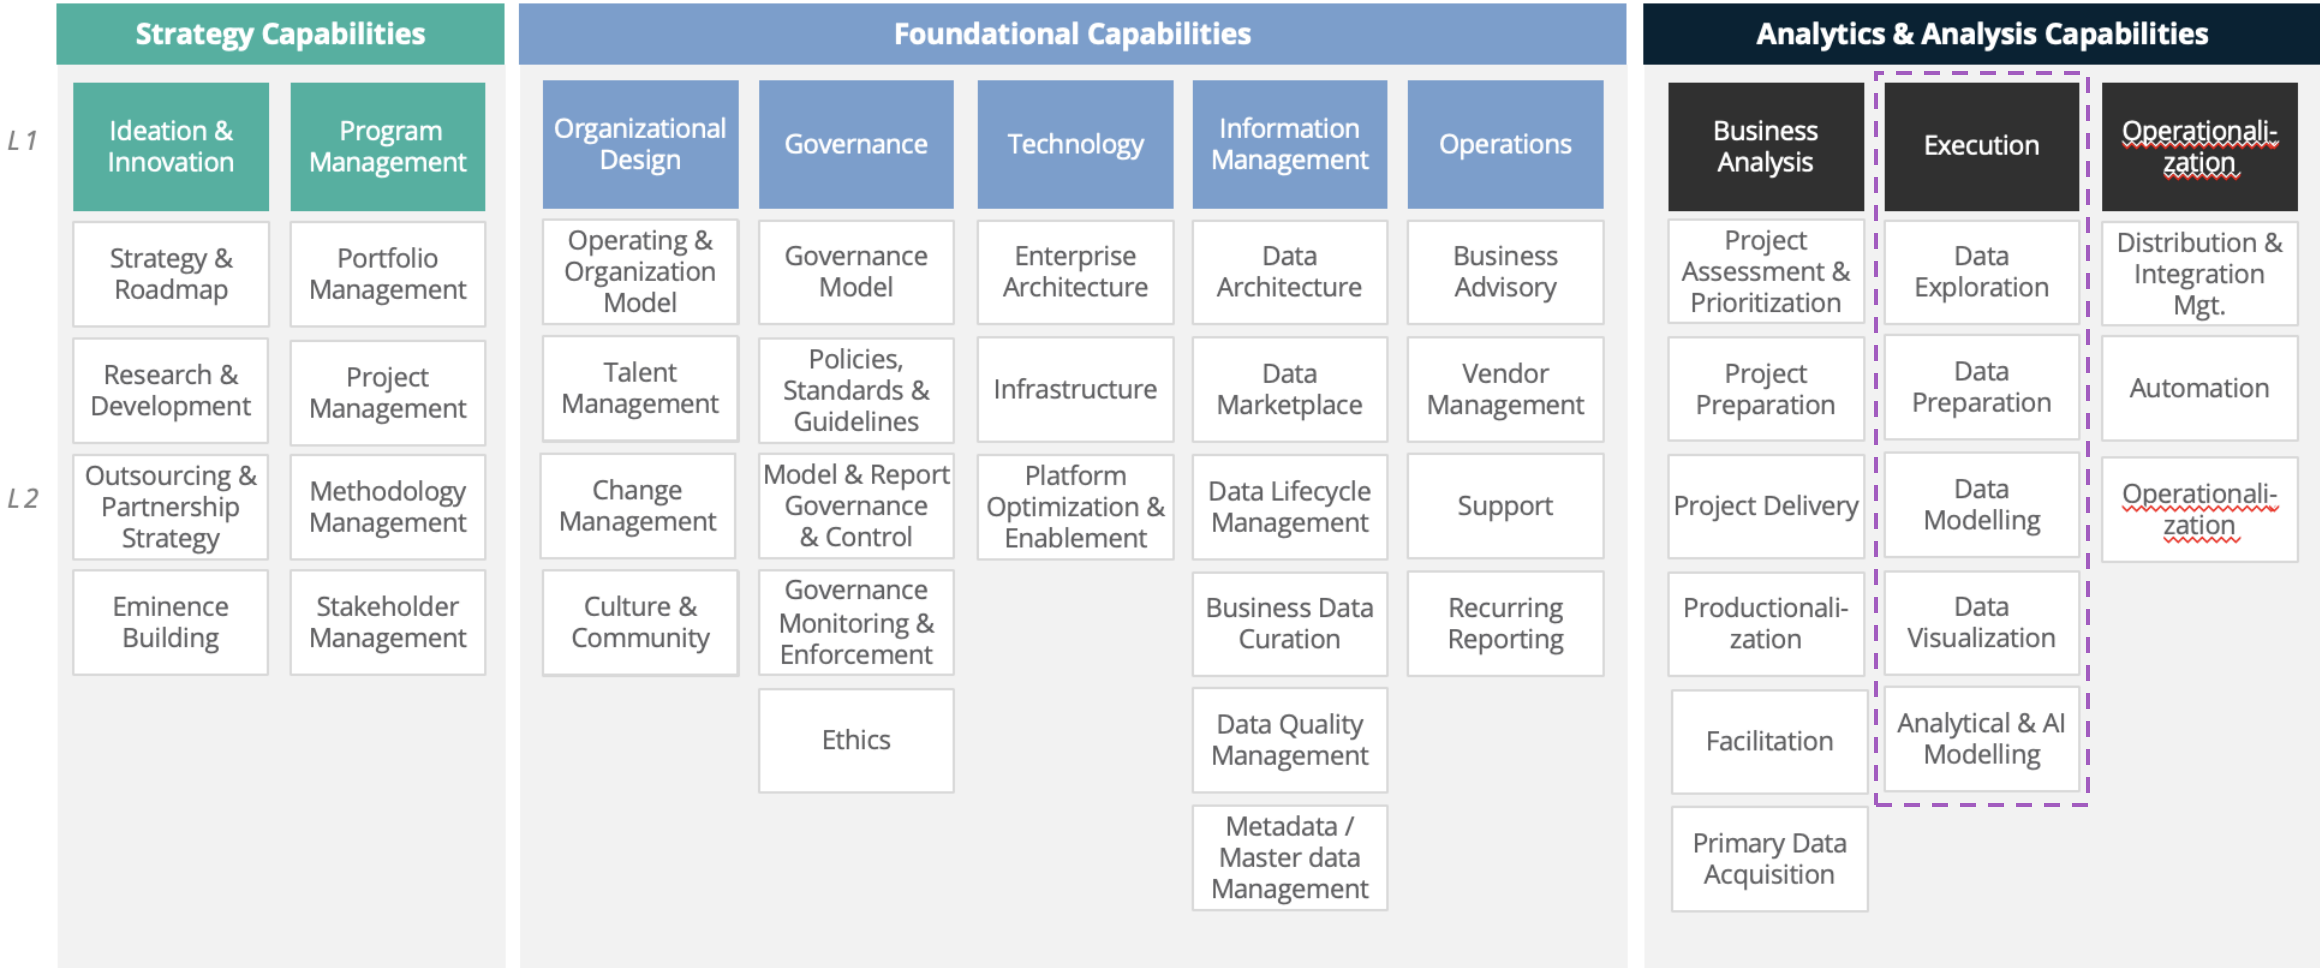 Strategy Capabilities
Foundational Capabilities
Analytics & Analysis Capabilities
L1
Ideation &
Innovation
Program
Management
Organizational
Design
Governance
Technology
Information
Management
Operations
Business
Analysis
Execution
Operationali-
zation
L2
Strategy &
Roadmap
Research &
Development
Outsourcing &
Partnership
Strategy
Eminence
Building
Portfolio
Management
Project
Management
Methodology
Management
Stakeholder
Management
Operating &
Organization
Model
Talent
Management
Change
Management
Culture &
Community
Governance
Model
Policies,
Standards &
Guidelines
Model & Report
Governance
& Control
Governance
Monitoring &
Enforcement
Ethics
Enterprise
Architecture
Infrastructure
Platform
Optimization &
Enablement
Data
Architecture
Data
Marketplace
Data Lifecycle
Management
Business Data
Curation
Data Quality
Management
Metadata /
Master data
Management
Business
Advisory
Vendor
Management
Support
Recurring
Reporting
Project
Assessment &
Prioritization
Project
Preparation
Project Delivery
Productionali-
zation
Facilitation
Primary Data
Acquisition
Data
Exploration
Data
Preparation
Data
Modelling
Data
Visualization
Analytical & AI
Modelling
Distribution &
Integration
Mgt.
Automation
Operationali-
zation